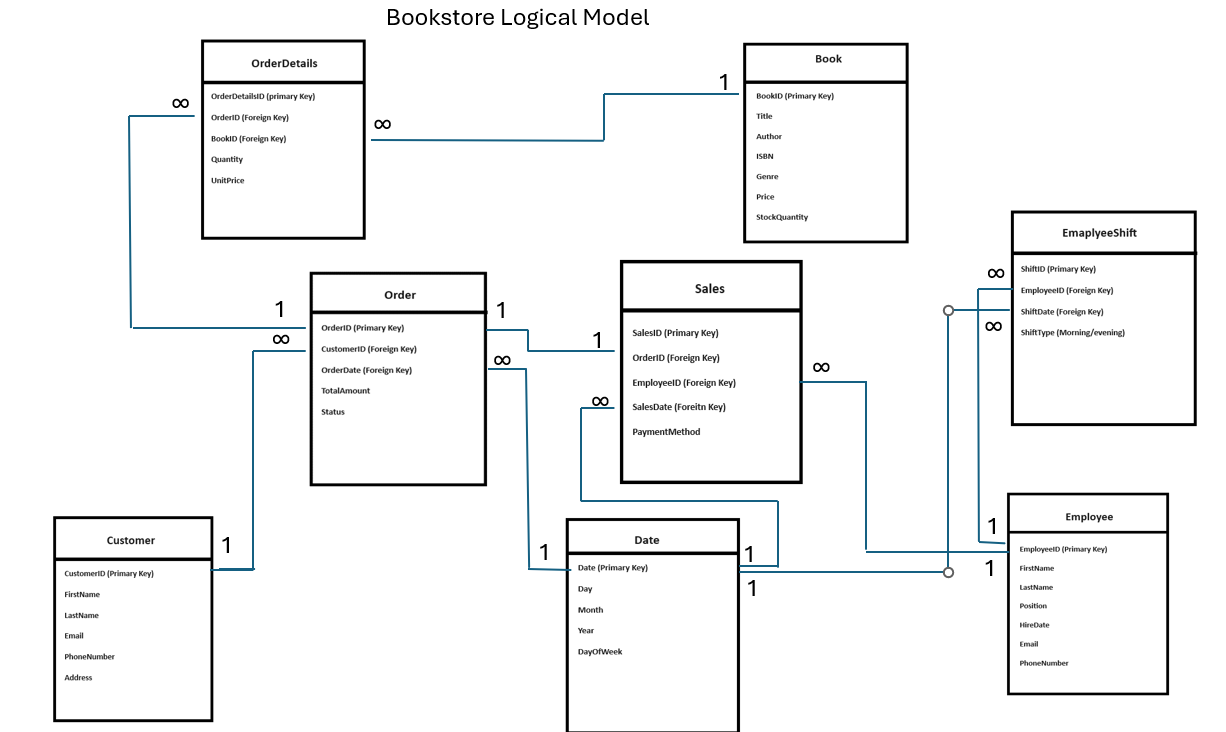 Bookstore Logical Model
OrderDetails
OrderDetailsID (primary Key)
OrderID (Foreign Key)
BookID (Foreign Key)
Quantity
UnitPrice
∞
∞
1
Book
BookID (Primary Key)
Title
Author
ISBN
Genre
Price
StockQuantity
EmaplyeeShift
ShiftID (Primary Key)
EmployeeID (Foreign Key)
ShiftDate (Foreign Key)
ShiftType (Morning/evening)
∞
∞
Order
OrderID (Primary Key)
CustomerID (Foreign Key)
OrderDate (Foreign Key)
TotalAmount
Status
1
∞
1
∞
Sales
SalesID (Primary Key)
OrderID (Foreign Key)
EmployeeID (Foreign Key)
SalesDate (Foreitn Key)
PaymentMethod
1
∞
∞
Customer
CustomerID (Primary Key)
FirstName
LastName
Email
PhoneNumber
Address
1
Date
Date (Primary Key)
Day
Month
Year
DayOfWeek
1
1
1
Employee
EmployeeID (Primary Key)
FirstName
LastName
Position
HireDate
Email
PhoneNumber
1
1